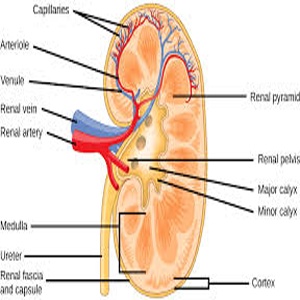 Capillaries
Arteriole
Venule
Renal vein
Renal artery
Renal pyramid
Renal pelvis
Major calyx
Minor calyx
Medulla
Ureter
Renal fascia
and capsule
Cortex